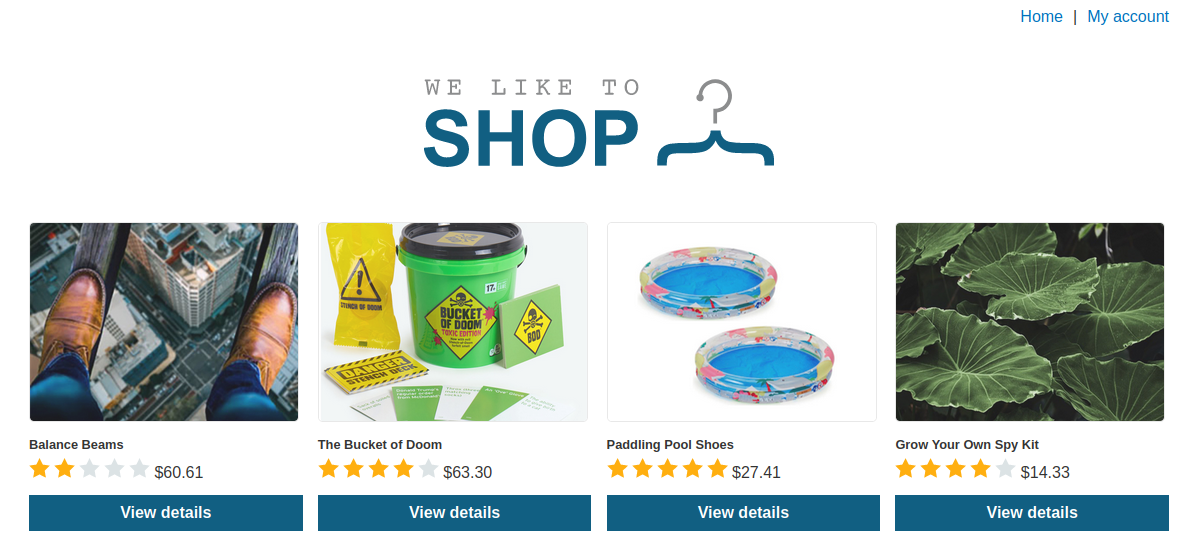 Home | My account
WE LIKE TO
SHOP
STENCH OF DOOM
17+
BUCKET
OF DOOM
TOXIC EDITION
BOO
DANGER
STENCH DECK
Balance Beams
The Bucket of Doom
Paddling Pool Shoes
Grow Your Own Spy Kit
$60.61
$63.30
$27.41
$14.33
View details
View details
View details
View details